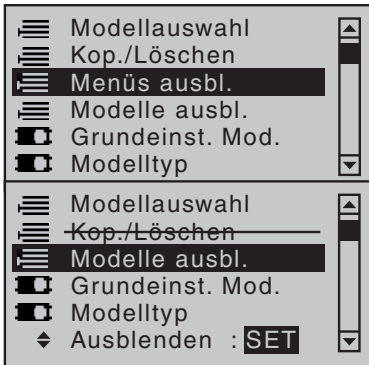 Modellauswahl
Kop./Löschen
Menüs ausbl.
Modelle ausbl.
Grundeinst. Mod.
Modelltyp
Modellauswahl
Kop./Löschen
Modelle ausbl.
Grundeinst. Mod.
Modelltyp
Ausblenden : SET